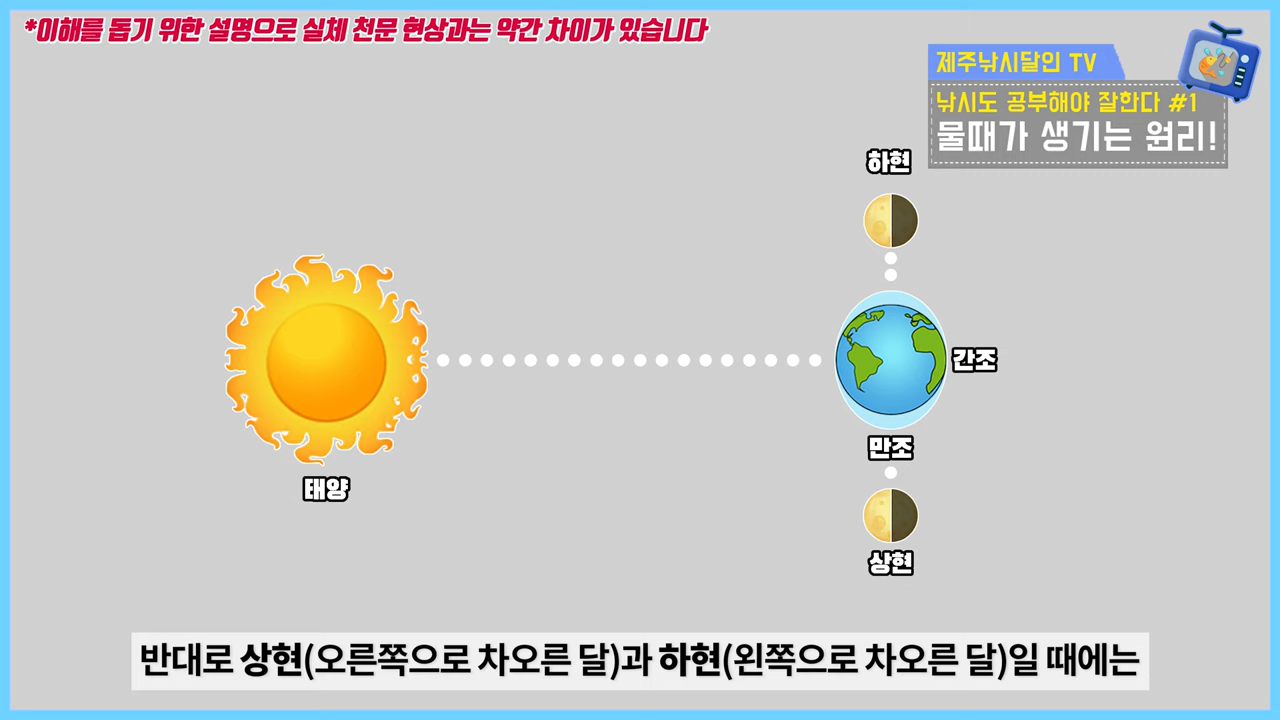 *이해를 돕기 위한 설명으로 실제 천문 현상과는 약간 차이가 있습니다
제주낚시달인 TV
낚시도 공부해야 잘한다 #1
물때가 생기는 원리!
하현
간조
만조
태양
상현
반대로 상현(오른쪽으로 차오른 달)과 하현(왼쪽으로 차오른 달)일 때에는